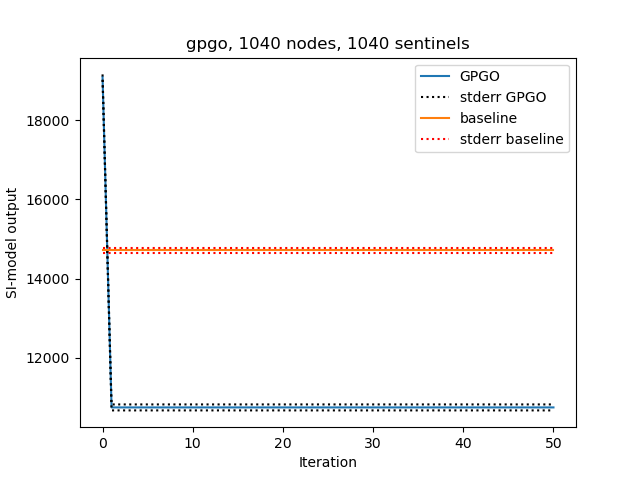 gpgo, 1040 nodes, 1040 sentinels
GPGO
stderr GPGO
baseline
stderr baseline
SI-model output
18000
16000
14000
12000
0 10 20 30 40 50
Iteration